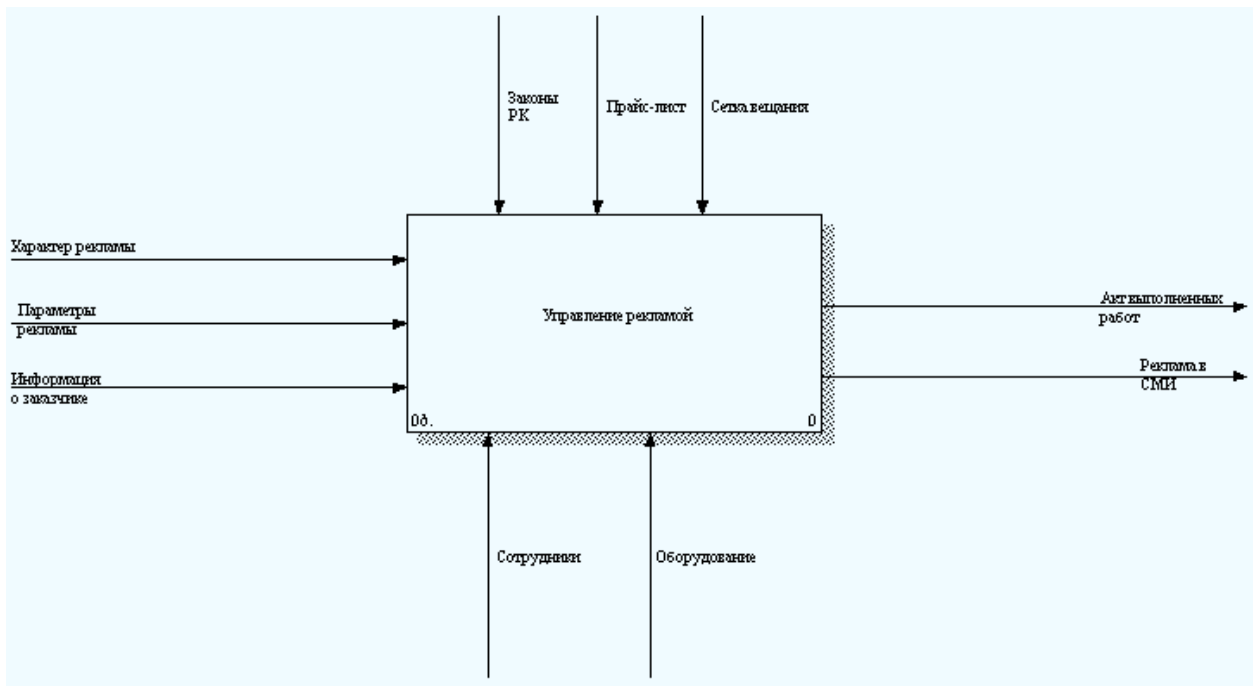 Законы
РК
Прайс-лист
Сетка вещания
Характер рекламы
Параметры
рекламы
Информация
о заказчике
Управление рекламой
0д.
0
Акт выполненных
работ
Реклама в
СМИ
Сотрудники
Оборудование